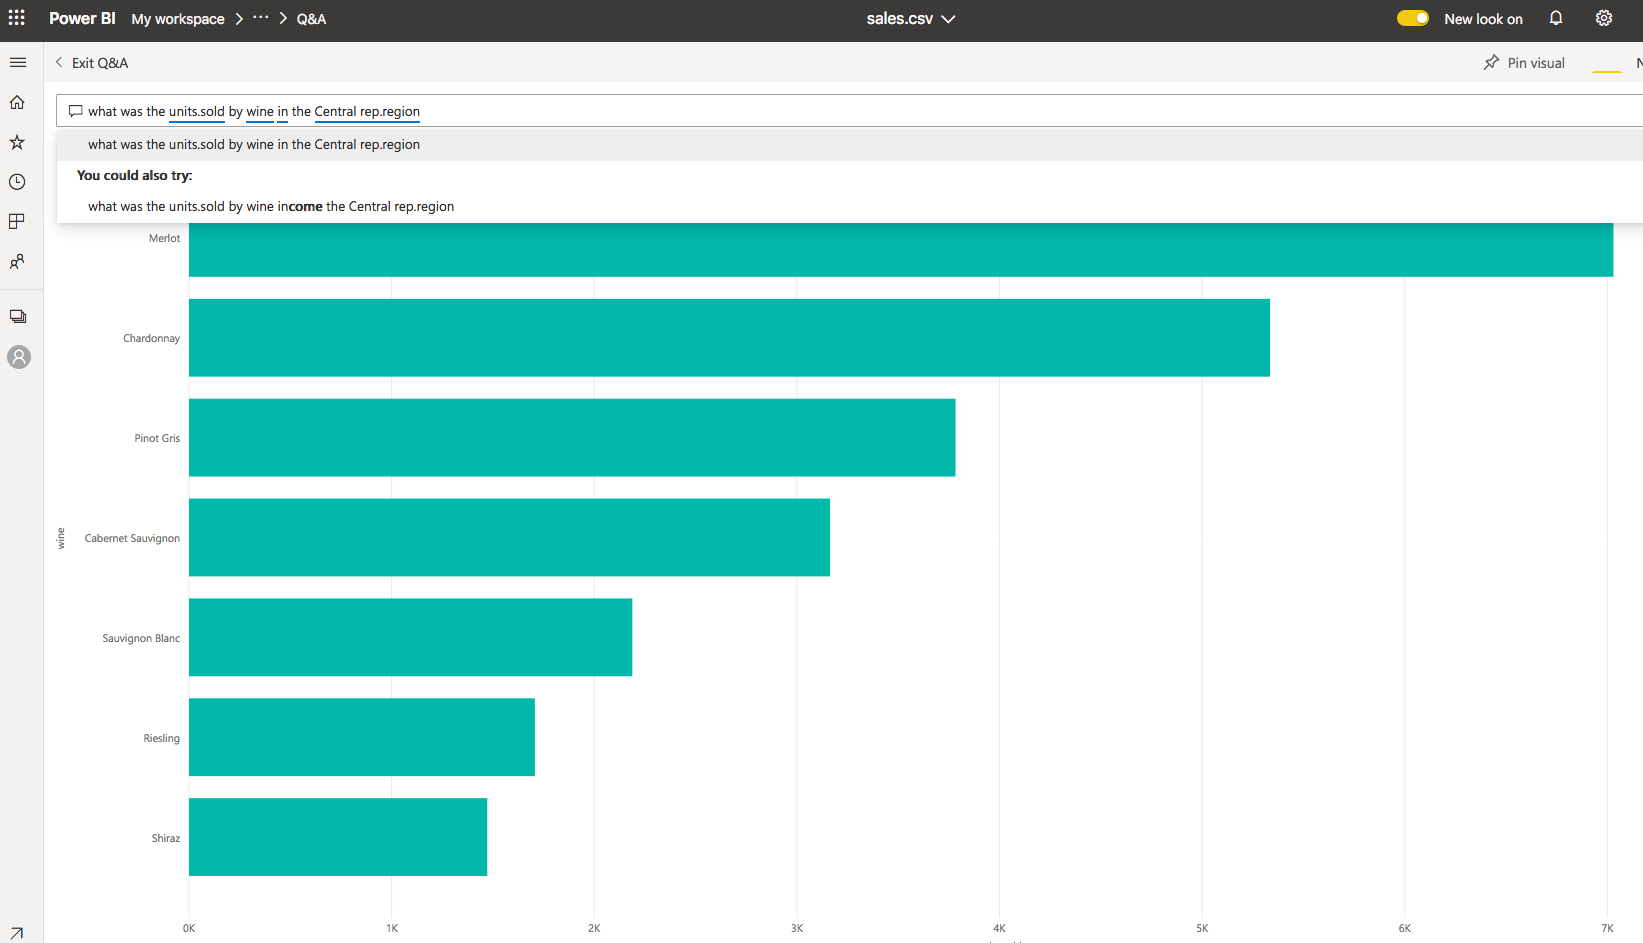 Power BI My workspace > ··· > Q&A sales.csv New look on
Exit Q&A Pin visual N
what was the units.sold by wine in the Central rep.region
what was the units.sold by wine in the Central rep.region
You could also try:
what was the units.sold by wine income the Central rep.region
Merlot
Chardonnay
Pinot Gris
wine
Cabernet Sauvignon
Sauvignon Blanc
Riesling
Shiraz
0K 1K 2K 3K 4K 5K 6K 7K